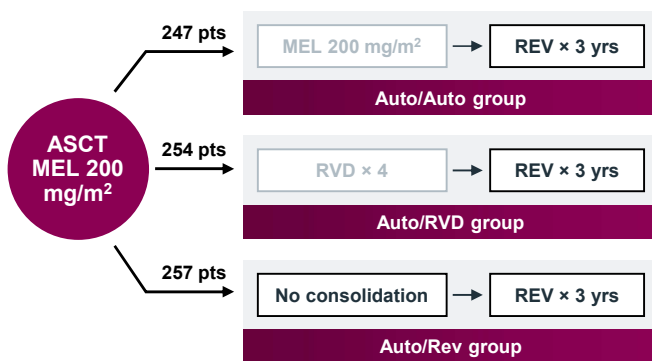 247 pts
MEL 200 mg/m²
REV × 3 yrs
Auto/Auto group
ASCT
MEL 200
mg/m²
254 pts
RVD × 4
REV × 3 yrs
Auto/RVD group
257 pts
No consolidation
REV × 3 yrs
Auto/Rev group